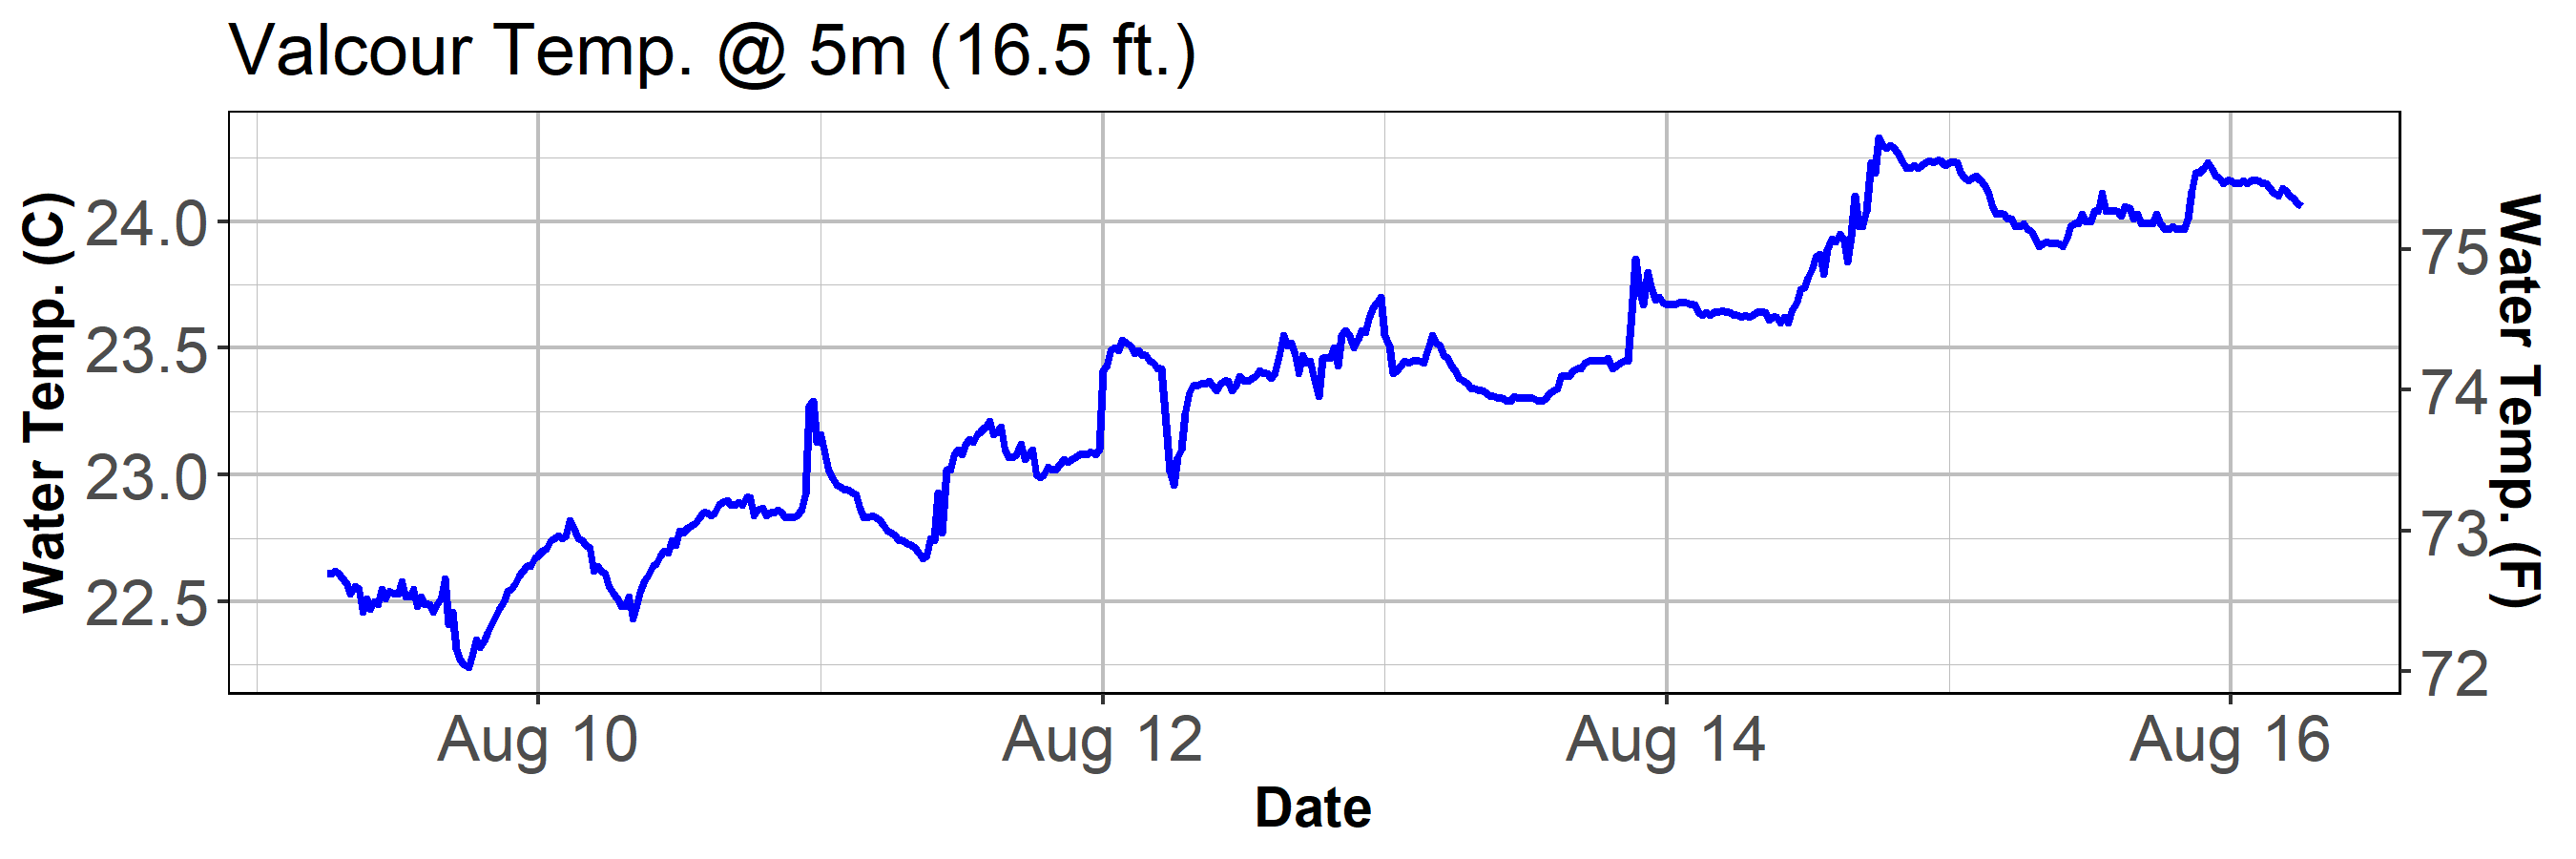 Valcour Temp. @ 5m (16.5 ft.)
Water Temp. (C)
24.0
23.5
23.0
22.5
Water Temp. (F)
75
74
73
72
Aug 10
Aug 12
Aug 14
Aug 16
Date